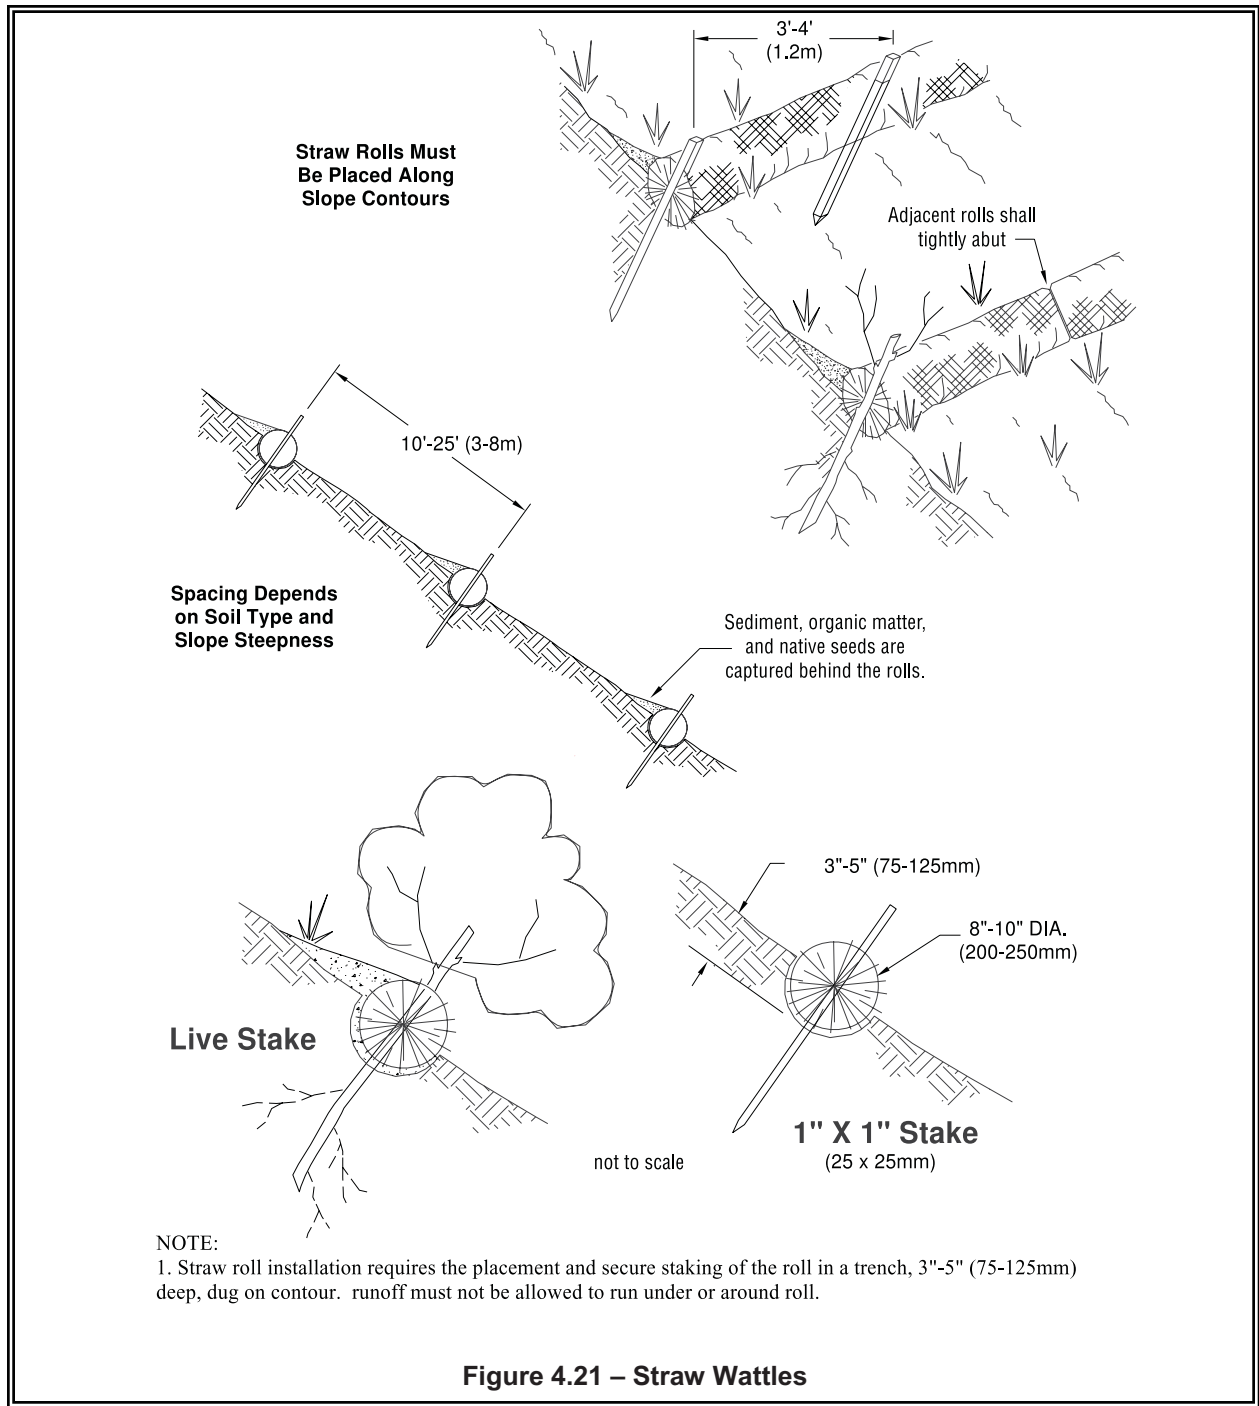 3'-4'
(1.2m)
Straw Rolls Must
Be Placed Along
Slope Contours
Adjacent rolls shall
tightly abut
10'-25' (3-8m)
Spacing Depends
on Soil Type and
Slope Steepness
Sediment, organic matter,
and native seeds are
captured behind the rolls.
3"-5" (75-125mm)
8"-10" DIA.
(200-250mm)
Live Stake
1" X 1" Stake
(25 x 25mm)
not to scale
NOTE:
1. Straw roll installation requires the placement and secure staking of the roll in a trench, 3"-5" (75-125mm)
deep, dug on contour. runoff must not be allowed to run under or around roll.
Figure 4.21 – Straw Wattles